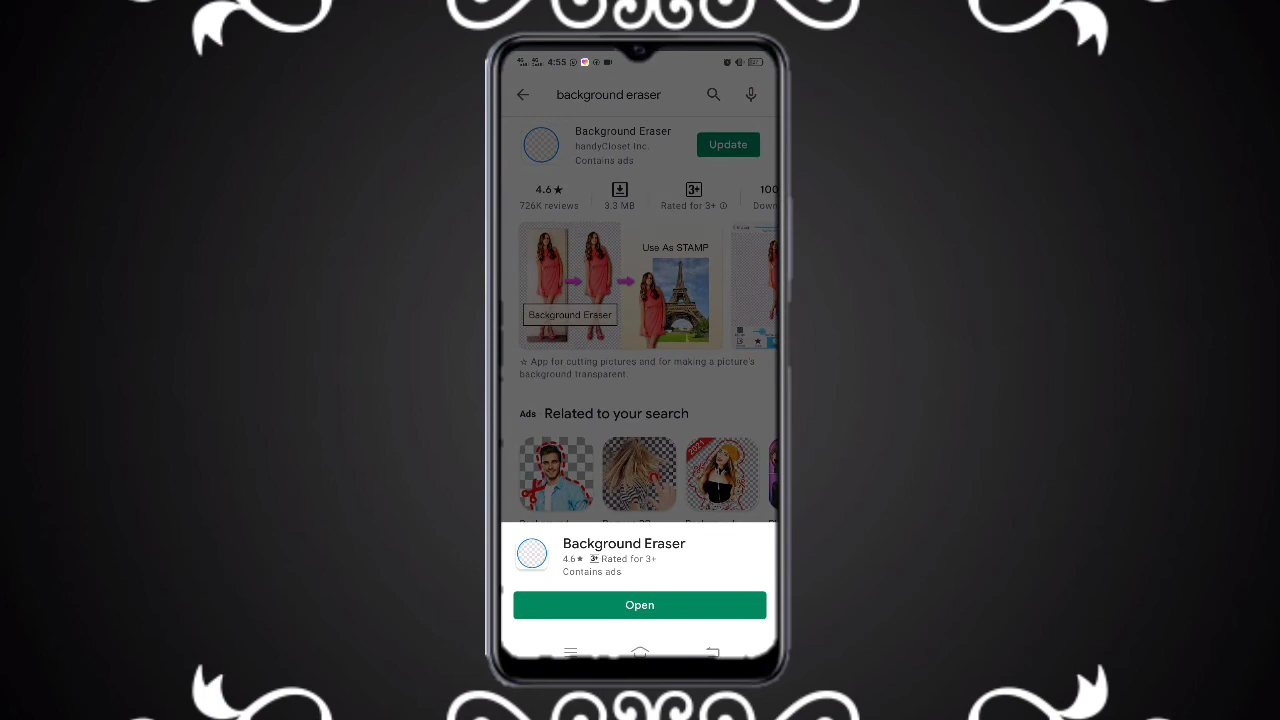 4:55
background eraser
Background Eraser
handyCloset Inc.
Contains ads
Update
4.6★
726K reviews
3.3 MB
3+
Rated for 3+
100
Down
Use As STAMP
Background Eraser
☆ App for cutting pictures and for making a picture's
background transparent.
Ads Related to your search
2021
Background Eraser
4.6★ 3+ Rated for 3+
Contains ads
Open